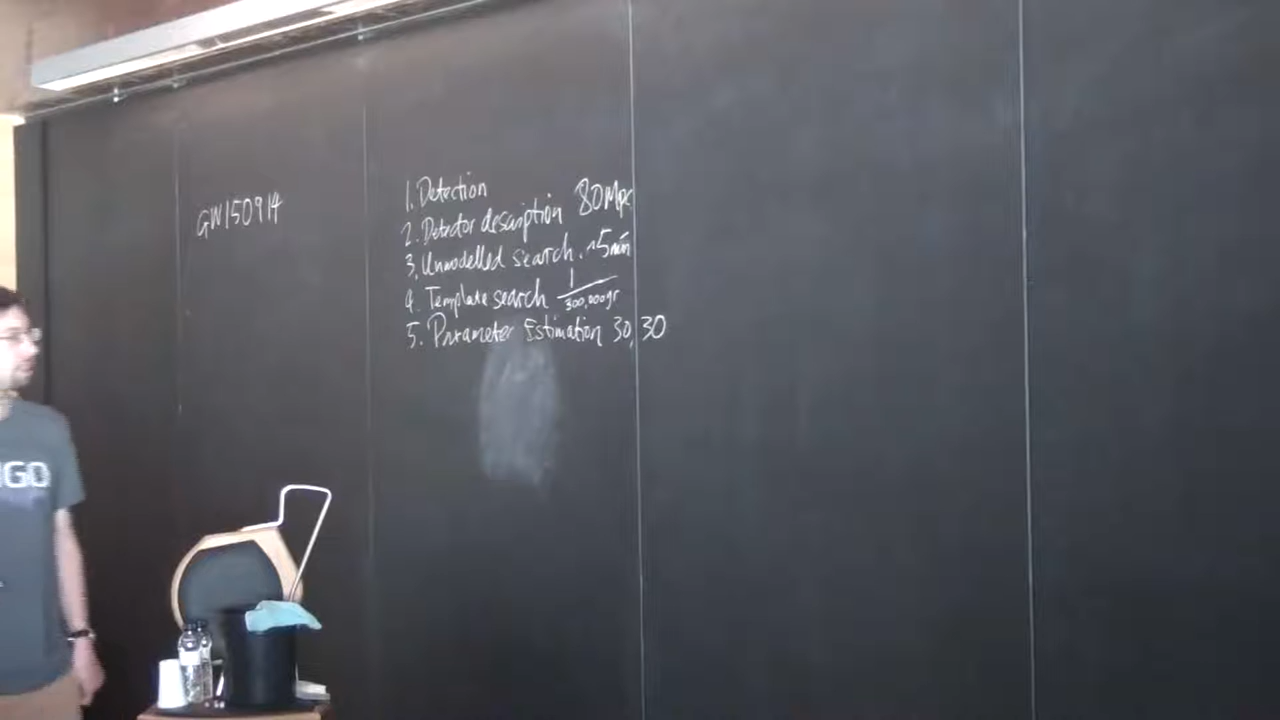 GW150914
1. Detection
2. Detector description 80Mpc
3. Unmodelled search. ~5min
4. Template search 1/300,000yr
5. Parameter Estimation 30, 30
IGO